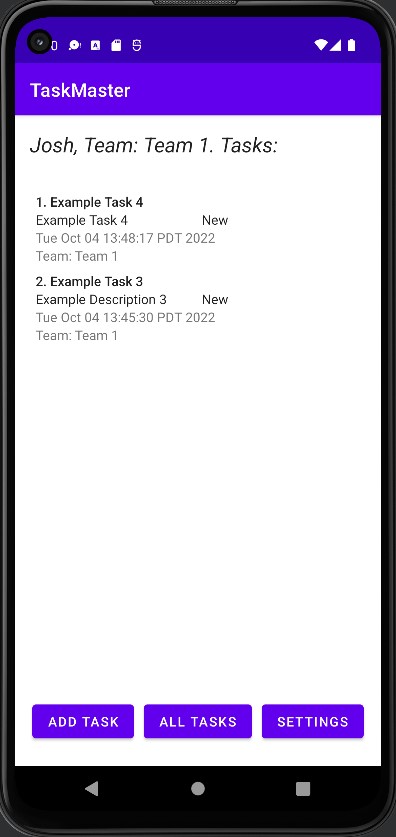 TaskMaster
Josh, Team: Team 1. Tasks:
1. Example Task 4
Example Task 4 New
Tue Oct 04 13:48:17 PDT 2022
Team: Team 1
2. Example Task 3
Example Description 3 New
Tue Oct 04 13:45:30 PDT 2022
Team: Team 1
ADD TASK ALL TASKS SETTINGS